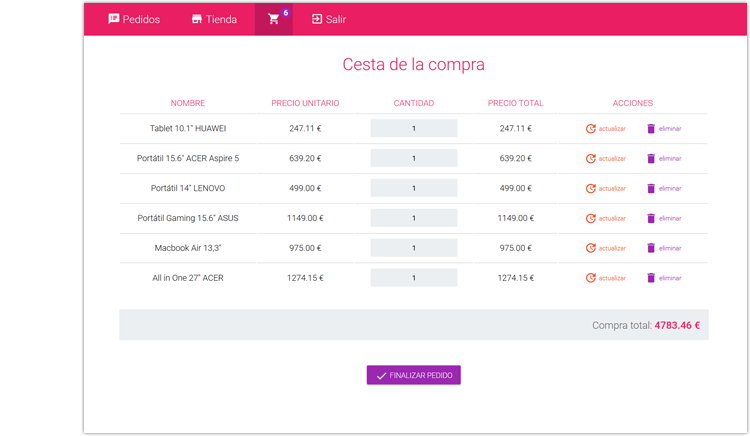 Pedidos Tienda 6 Salir
Cesta de la compra
NOMBRE PRECIO UNITARIO CANTIDAD PRECIO TOTAL ACCIONES
Tablet 10.1" HUAWEI 247.11 € 1 247.11 € actualizar eliminar
Portátil 15.6" ACER Aspire 5 639.20 € 1 639.20 € actualizar eliminar
Portátil 14" LENOVO 499.00 € 1 499.00 € actualizar eliminar
Portátil Gaming 15.6" ASUS 1149.00 € 1 1149.00 € actualizar eliminar
Macbook Air 13,3" 975.00 € 1 975.00 € actualizar eliminar
All in One 27" ACER 1274.15 € 1 1274.15 € actualizar eliminar
Compra total: 4783.46 €
FINALIZAR PEDIDO